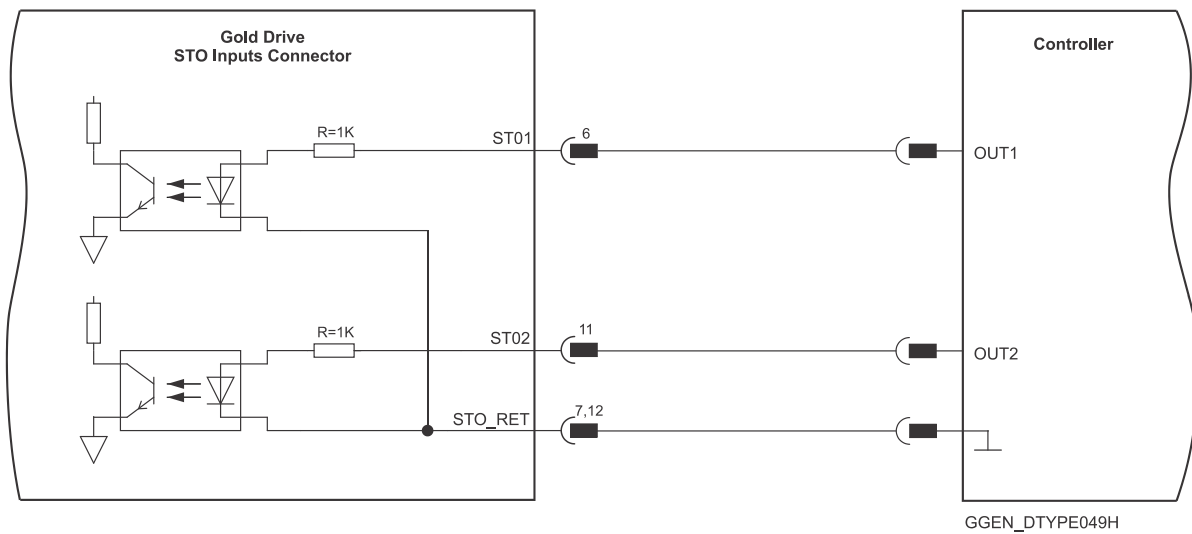 Gold Drive
STO Inputs Connector
Controller
R=1K
ST01
6
OUT1
R=1K
ST02
11
OUT2
STO_RET
7,12
GGEN_DTYPE049H